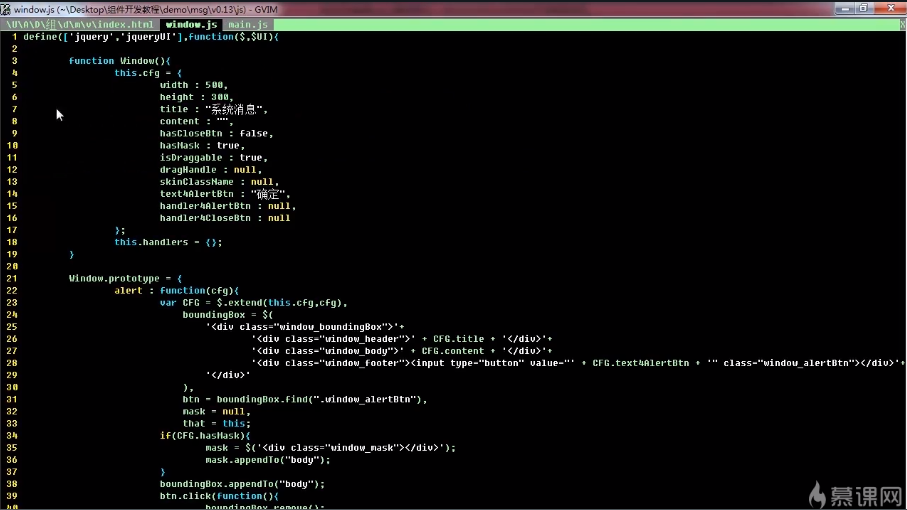 window.js (~\Desktop\组件开发教程\demo\msg\v0.13\js) - GVIM
\U\A\D\组\d\m\v\index.html window.js main.js X
1 define(['jquery','jqueryUI'],function($,$UI){
2
3 function Window(){
4 this.cfg = {
5 width : 500,
6 height : 300,
7 title : "系统消息",
8 content : "",
9 hasCloseBtn : false,
10 hasMask : true,
11 isDraggable : true,
12 dragHandle : null,
13 skinClassName : null,
14 text4AlertBtn : "确定",
15 handler4AlertBtn : null,
16 handler4CloseBtn : null
17 };
18 this.handlers = {};
19 }
20
21 Window.prototype = {
22 alert : function(cfg){
23 var CFG = $.extend(this.cfg,cfg),
24 boundingBox = $(
25 '<div class="window_boundingBox">'+
26 '<div class="window_header">' + CFG.title + '</div>'+
27 '<div class="window_body">' + CFG.content + '</div>'+
28 '<div class="window_footer"><input type="button" value="' + CFG.text4AlertBtn + '" class="window_alertBtn"></div>'+
29 '</div>'
30 ),
31 btn = boundingBox.find(".window_alertBtn"),
32 mask = null,
33 that = this;
34 if(CFG.hasMask){
35 mask = $('<div class="window_mask"></div>');
36 mask.appendTo("body");
37 }
38 boundingBox.appendTo("body");
39 btn.click(function(){
40 boundingBox.remove();
慕课网